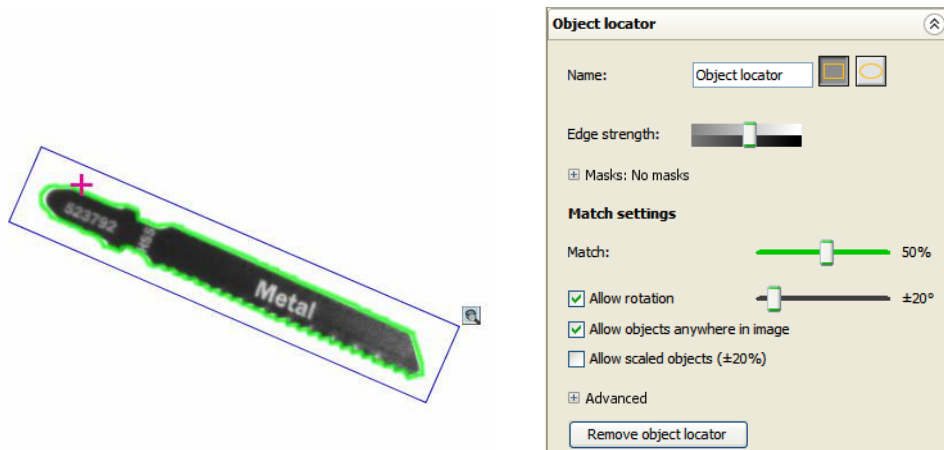 523792
HSS
Metal
Object locator
Name:
Object locator
Edge strength:
Masks: No masks
Match settings
Match:
50%
Allow rotation
±20°
Allow objects anywhere in image
Allow scaled objects (±20%)
Advanced
Remove object locator